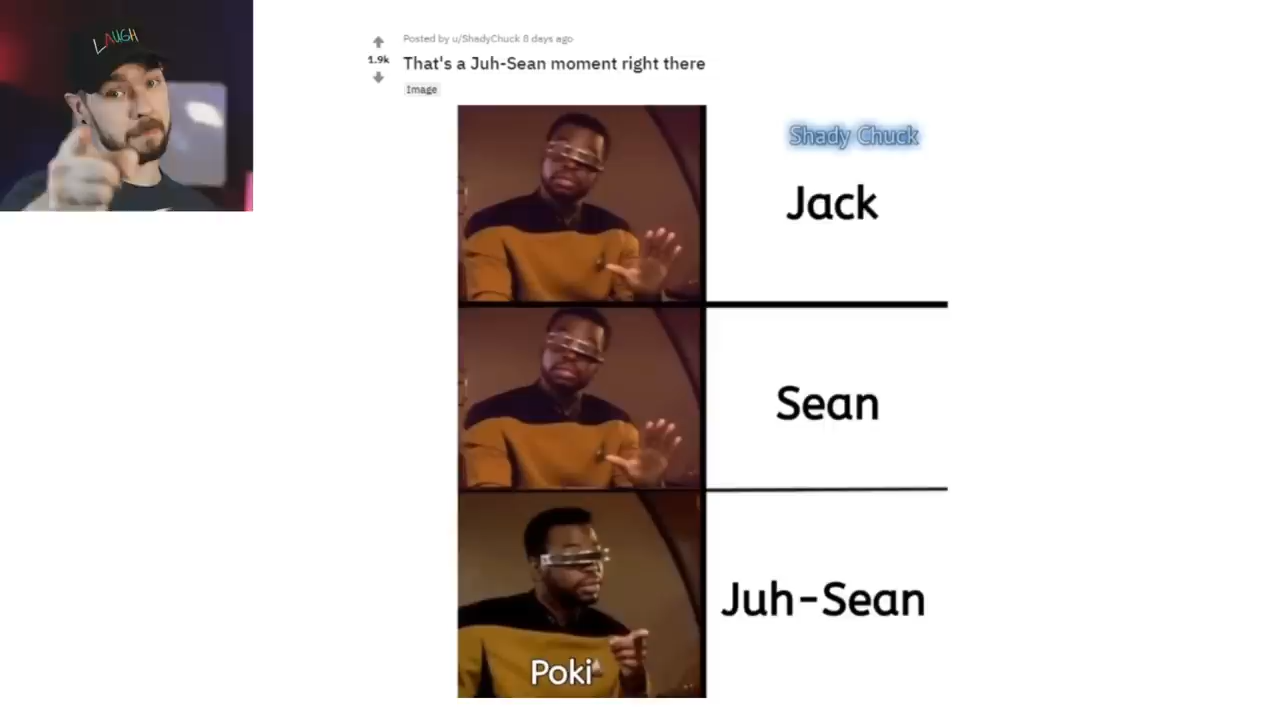 LAUGH
Posted by u/ShadyChuck 8 days ago
1.9k
That's a Juh-Sean moment right there
Image
Shady Chuck
Jack
Sean
Juh-Sean
Poki